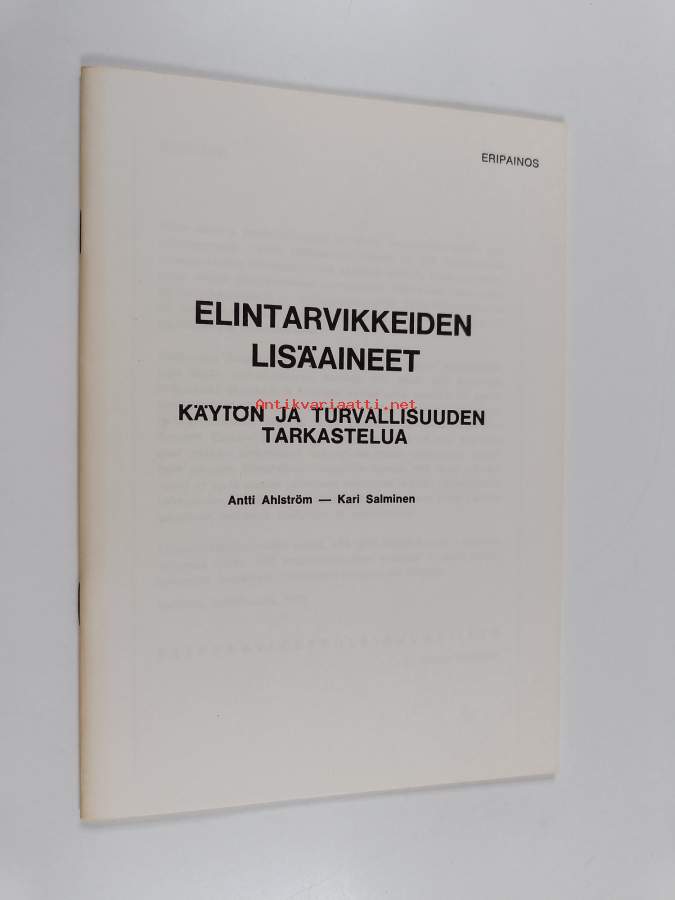 ERIPAINOS
ELINTARVIKKEIDEN
LISÄAINEET
Antikvariaatti.net
KÄYTÖN JA TURVALLISUUDEN
TARKASTELUA
Antti Ahlström — Kari Salminen